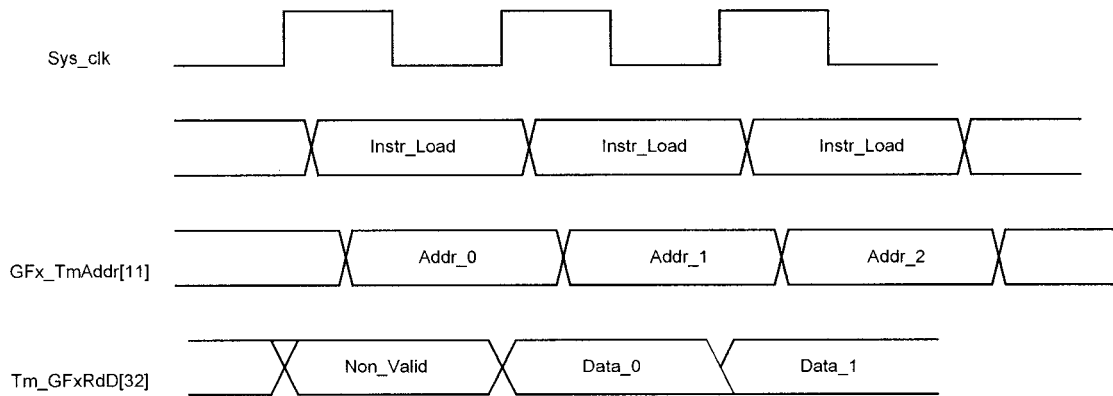 Sys_clk
Instr_Load Instr_Load Instr_Load
GFx_TmAddr[11] Addr_0 Addr_1 Addr_2
Tm_GFxRdD[32] Non_Valid Data_0 Data_1